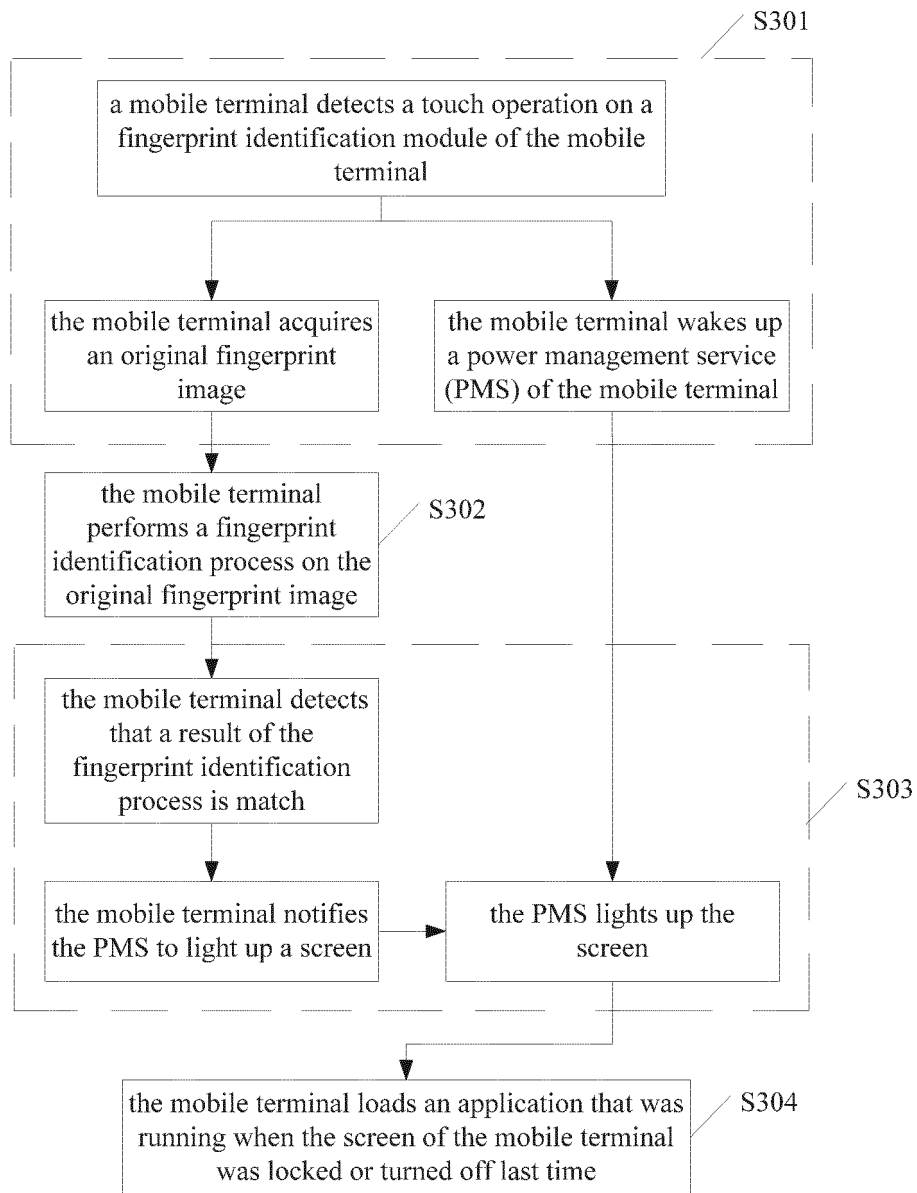 S301
a mobile terminal detects a touch operation on a
fingerprint identification module of the mobile
terminal
the mobile terminal acquires
an original fingerprint
image
the mobile terminal wakes up
a power management service
(PMS) of the mobile terminal
the mobile terminal
performs a fingerprint
identification process on the
original fingerprint image
S302
the mobile terminal detects
that a result of the
fingerprint identification
process is match
S303
the mobile terminal notifies
the PMS to light up a screen
the PMS lights up the
screen
the mobile terminal loads an application that was
running when the screen of the mobile terminal
was locked or turned off last time
S304